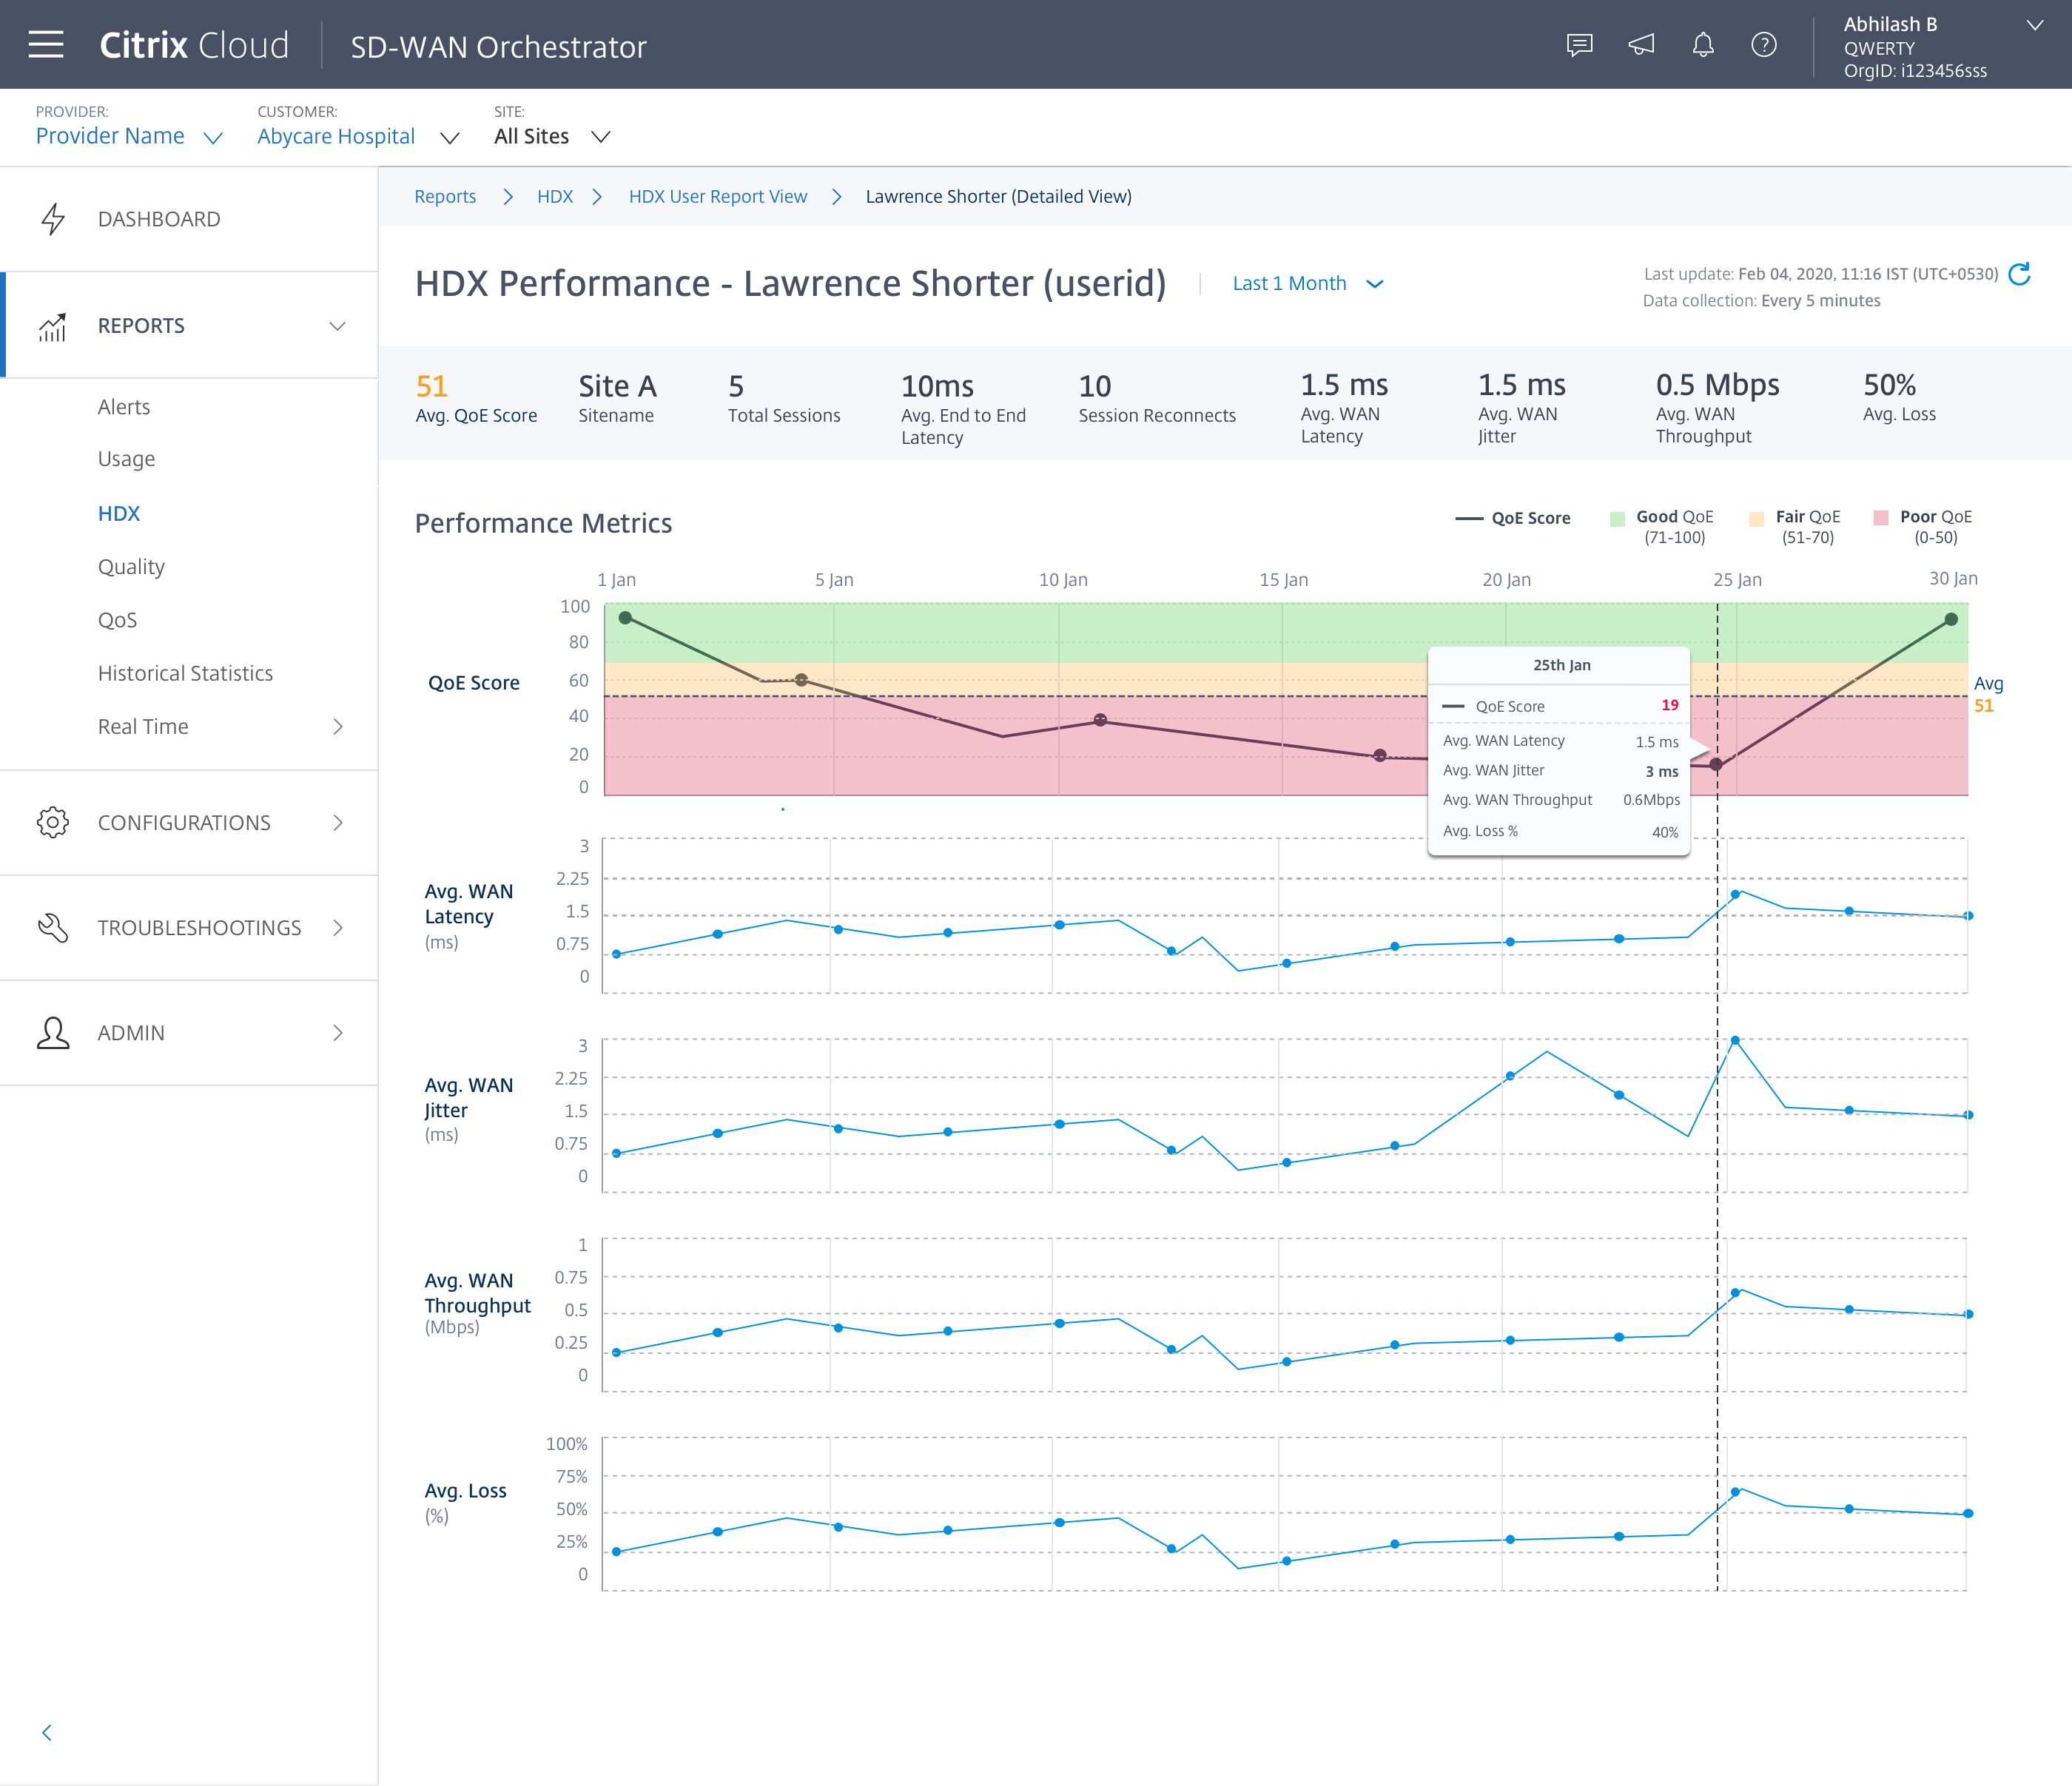 Citrix Cloud
SD-WAN Orchestrator
?
Abhilash B
QWERTY
OrgID: i123456sss
PROVIDER:
Provider Name
CUSTOMER:
Abycare Hospital
SITE:
All Sites
DASHBOARD
REPORTS
Alerts
Usage
HDX
Quality
QoS
Historical Statistics
Real Time
CONFIGURATIONS
TROUBLESHOOTINGS
ADMIN
Reports HDX HDX User Report View Lawrence Shorter (Detailed View)
HDX Performance - Lawrence Shorter (userid)
Last 1 Month
Last update: Feb 04, 2020, 11:16 IST (UTC+0530)
Data collection: Every 5 minutes
51
Avg. QoE Score
Site A
Sitename
5
Total Sessions
10ms
Avg. End to End
Latency
10
Session Reconnects
1.5 ms
Avg. WAN
Latency
1.5 ms
Avg. WAN
Jitter
0.5 Mbps
Avg. WAN
Throughput
50%
Avg. Loss
Performance Metrics
QoE Score
Good QoE
(71-100)
Fair QoE
(51-70)
Poor QoE
(0-50)
1 Jan 5 Jan 10 Jan 15 Jan 20 Jan 25 Jan 30 Jan
QoE Score
100
80
60
40
20
0
Avg
51
25th Jan
QoE Score 19
Avg. WAN Latency 1.5 ms
Avg. WAN Jitter 3 ms
Avg. WAN Throughput 0.6Mbps
Avg. Loss % 40%
Avg. WAN
Latency
(ms)
3
2.25
1.5
0.75
0
Avg. WAN
Jitter
(ms)
3
2.25
1.5
0.75
0
Avg. WAN
Throughput
(Mbps)
1
0.75
0.5
0.25
0
Avg. Loss
(%)
100%
75%
50%
25%
0